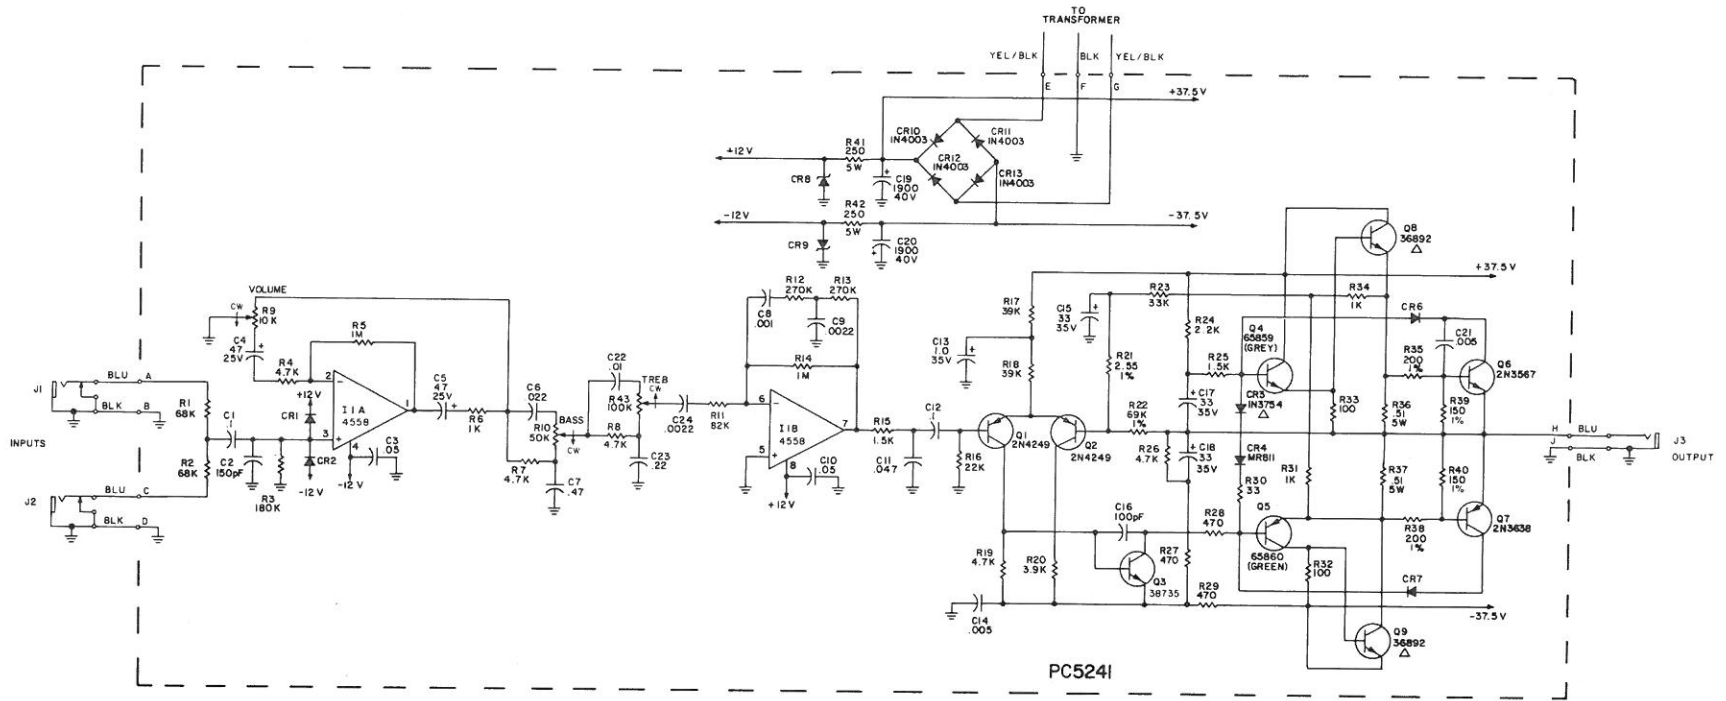 TO
TRANSFORMER
YEL/BLK
BLK
YEL/BLK
E
F
G
+37.5V
CR10
1N4003
CR11
1N4003
CR12
1N4003
CR13
1N4003
+12V
R41
250
5W
CR8
C19
1900
40V
+
-12V
R42
250
5W
CR9
C20
1900
40V
+
-37.5V
VOLUME
CW
R9
10K
C4
47
25V
+
R4
4.7K
R5
1M
2
-
+12V
CR1
I1A
4558
1
3
+
4
CR2
-12V
-12V
C3
.05
C5
47
25V
+
R6
1K
J1
BLU
A
BLK
B
INPUTS
R1
68K
R2
68K
C1
.1
C2
150pF
R3
180K
J2
BLU
C
BLK
D
C6
.022
BASS
R10
50K
CW
R7
4.7K
C7
.47
C22
.01
TREB
CW
R43
100K
R8
4.7K
C23
.22
C24
.0022
R11
82K
C8
.001
R12
270K
R13
270K
C9
.0022
R14
1M
6
-
I1B
4558
7
5
+
8
+12V
C10
.05
R15
1.5K
C11
.047
C12
.1
R16
22K
Q1
2N4249
Q2
2N4249
R17
39K
C13
1.0
35V
+
R18
39K
C15
33
35V
+
R23
33K
R21
2.55
1%
R22
69K
1%
R24
2.2K
R25
1.5K
C17
33
35V
+
C18
33
35V
+
R26
4.7K
R19
4.7K
R20
3.9K
C14
.005
C16
100pF
Q3
38735
R27
470
R28
470
R29
470
Q4
65859
(GREY)
CR3
1N3754
CR4
MR811
R30
33
Q5
65860
(GREEN)
R31
1K
R32
100
R33
100
R34
1K
Q8
36892
+37.5V
CR6
C21
.005
R35
200
1%
Q6
2N3567
R36
.51
5W
R39
150
1%
R37
.51
5W
R40
150
1%
R38
200
1%
Q7
2N3638
CR7
-37.5V
Q9
36892
H
BLU
J
BLK
J3
OUTPUT
PC5241